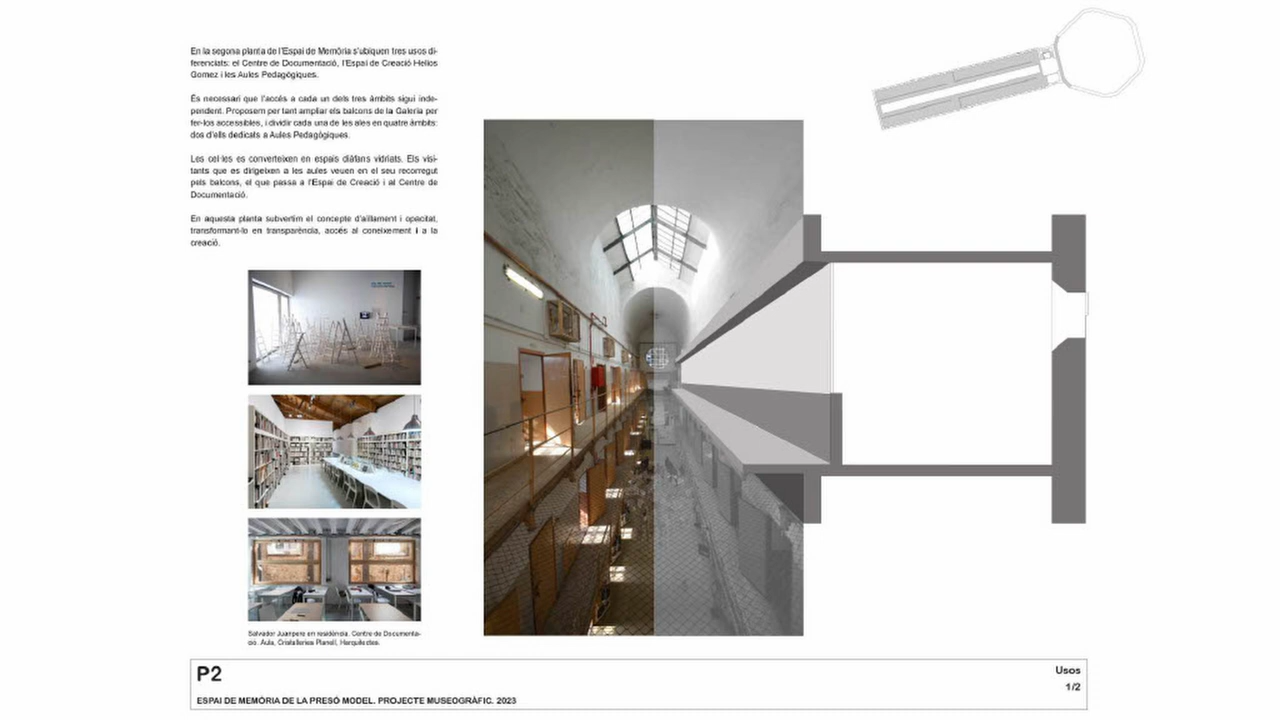 En la segona planta de l'Espai de Memòria s'ubiquen tres usos di-
ferenciats: el Centre de Documentació, l'Espai de Creació Helios
Gomez i les Aules Pedagògiques.
És necessari que l'accés a cada un dels tres àmbits sigui inde-
pendent. Proposem per tant ampliar els balcons de la Galeria per
fer-los accessibles, i dividir cada una de les ales en quatre àmbits:
dos d'ells dedicats a Aules Pedagògiques.
Les cel·les es converteixen en espais diàfans vidriats. Els visi-
tants que es dirigeixen a les aules veuen en el seu recorregut
pels balcons, el que passa a l'Espai de Creació i al Centre de
Documentació.
En aquesta planta subvertim el concepte d'aïllament i opacitat,
transformant-lo en transparència, accés al coneixement i a la
creació.
Salvador Juanpere en residència. Centre de Documenta-
ció. Aula, Cristalleries Planell, Harquitectes.
P2
ESPAI DE MEMÒRIA DE LA PRESÓ MODEL. PROJECTE MUSEOGRÀFIC. 2023
Usos
1/2